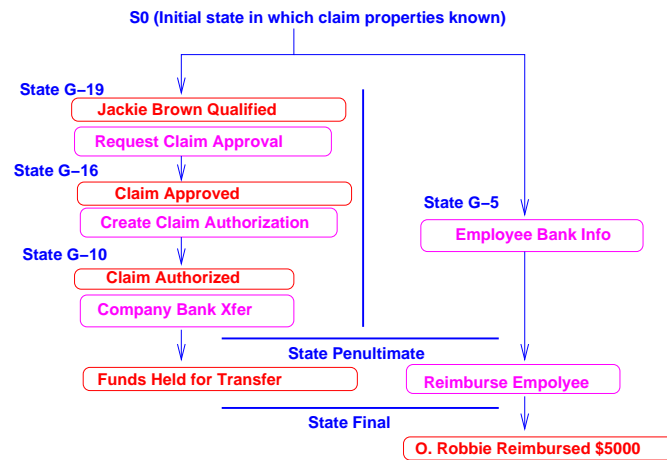 S0 (Initial state in which claim properties known)
State G–19
Jackie Brown Qualified
Request Claim Approval
State G–16
Claim Approved
Create Claim Authorization
State G–10
Claim Authorized
Company Bank Xfer
State G–5
Employee Bank Info
State Penultimate
Funds Held for Transfer
Reimburse Empolyee
State Final
O. Robbie Reimbursed $5000